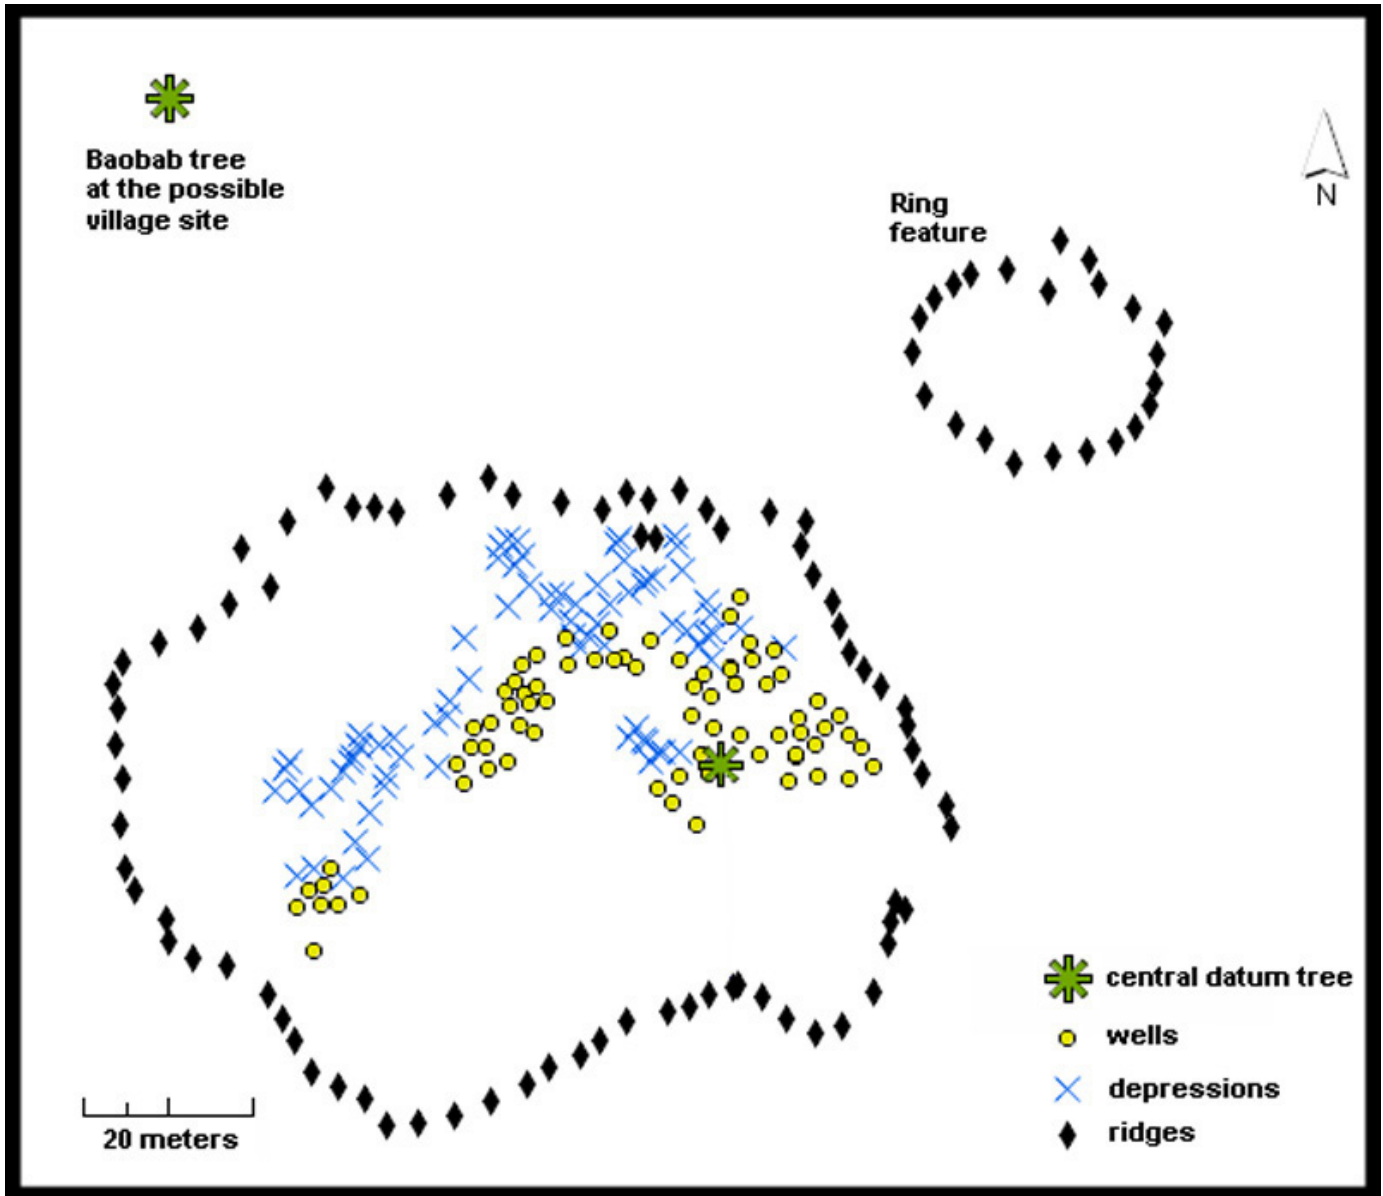 Baobab tree
at the possible
village site
N
Ring
feature
central datum tree
wells
depressions
ridges
20 meters